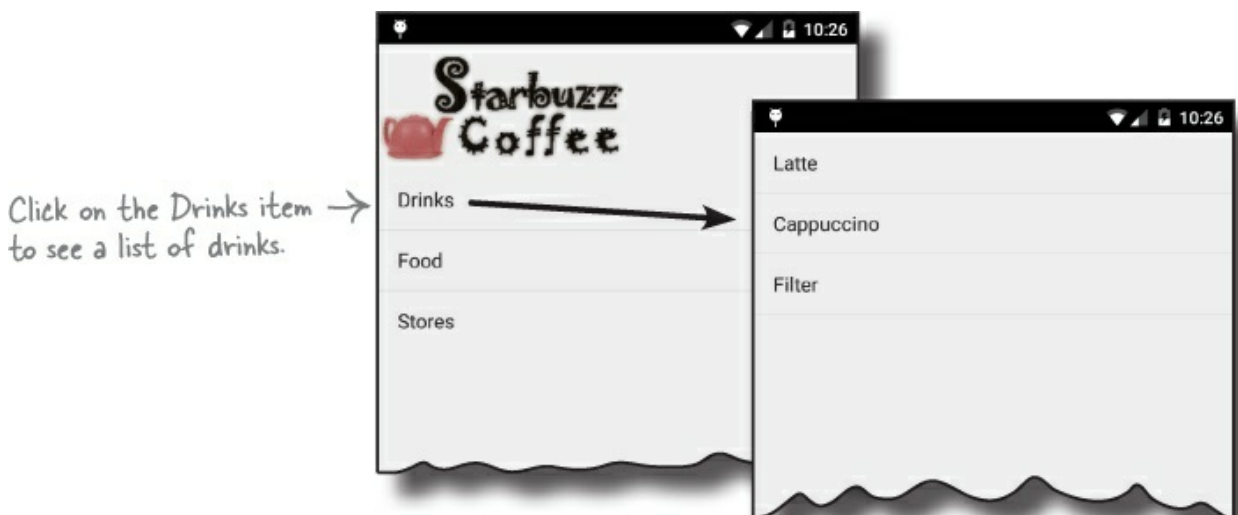 10:26
Starbuzz
Coffee
10:26
Latte
Click on the Drinks item
to see a list of drinks.
Drinks
Cappuccino
Food
Filter
Stores